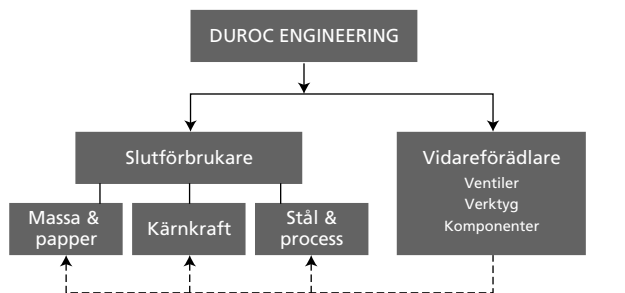 DUROC ENGINEERING
Slutförbrukare
Massa &
papper
Kärnkraft
Stål &
process
Vidareförädlare
Ventiler
Verktyg
Komponenter